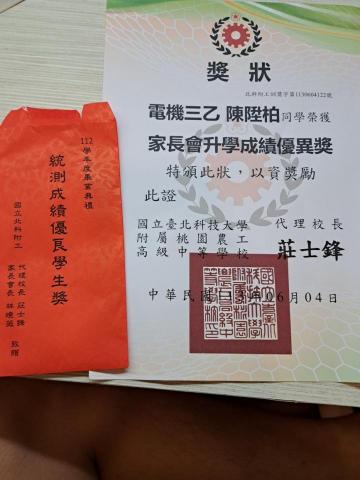 獎狀
北科附工訓獎字第1130604122號
電機三乙 陳陞柏同學榮獲
家長會升學成績優異獎
特頒此狀，以資獎勵
此證
國立臺北科技大學
附屬桃園農工
高級中等學校
代理校長
莊士鋒
中華民國113年06月04日
112學年度畢業典禮
統測成績優良學生獎
國立北科附工
代理校長 莊士鋒
家長會長
致贈